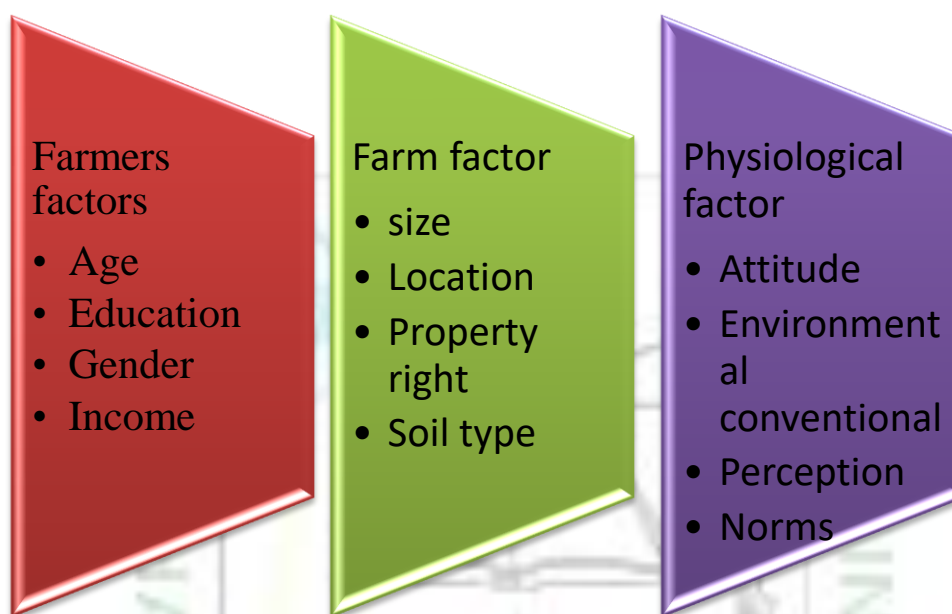 Farmers
factors
• Age
• Education
• Gender
• Income
Farm factor
• size
• Location
• Property
right
• Soil type
Physiological
factor
• Attitude
• Environment
al
conventional
• Perception
• Norms